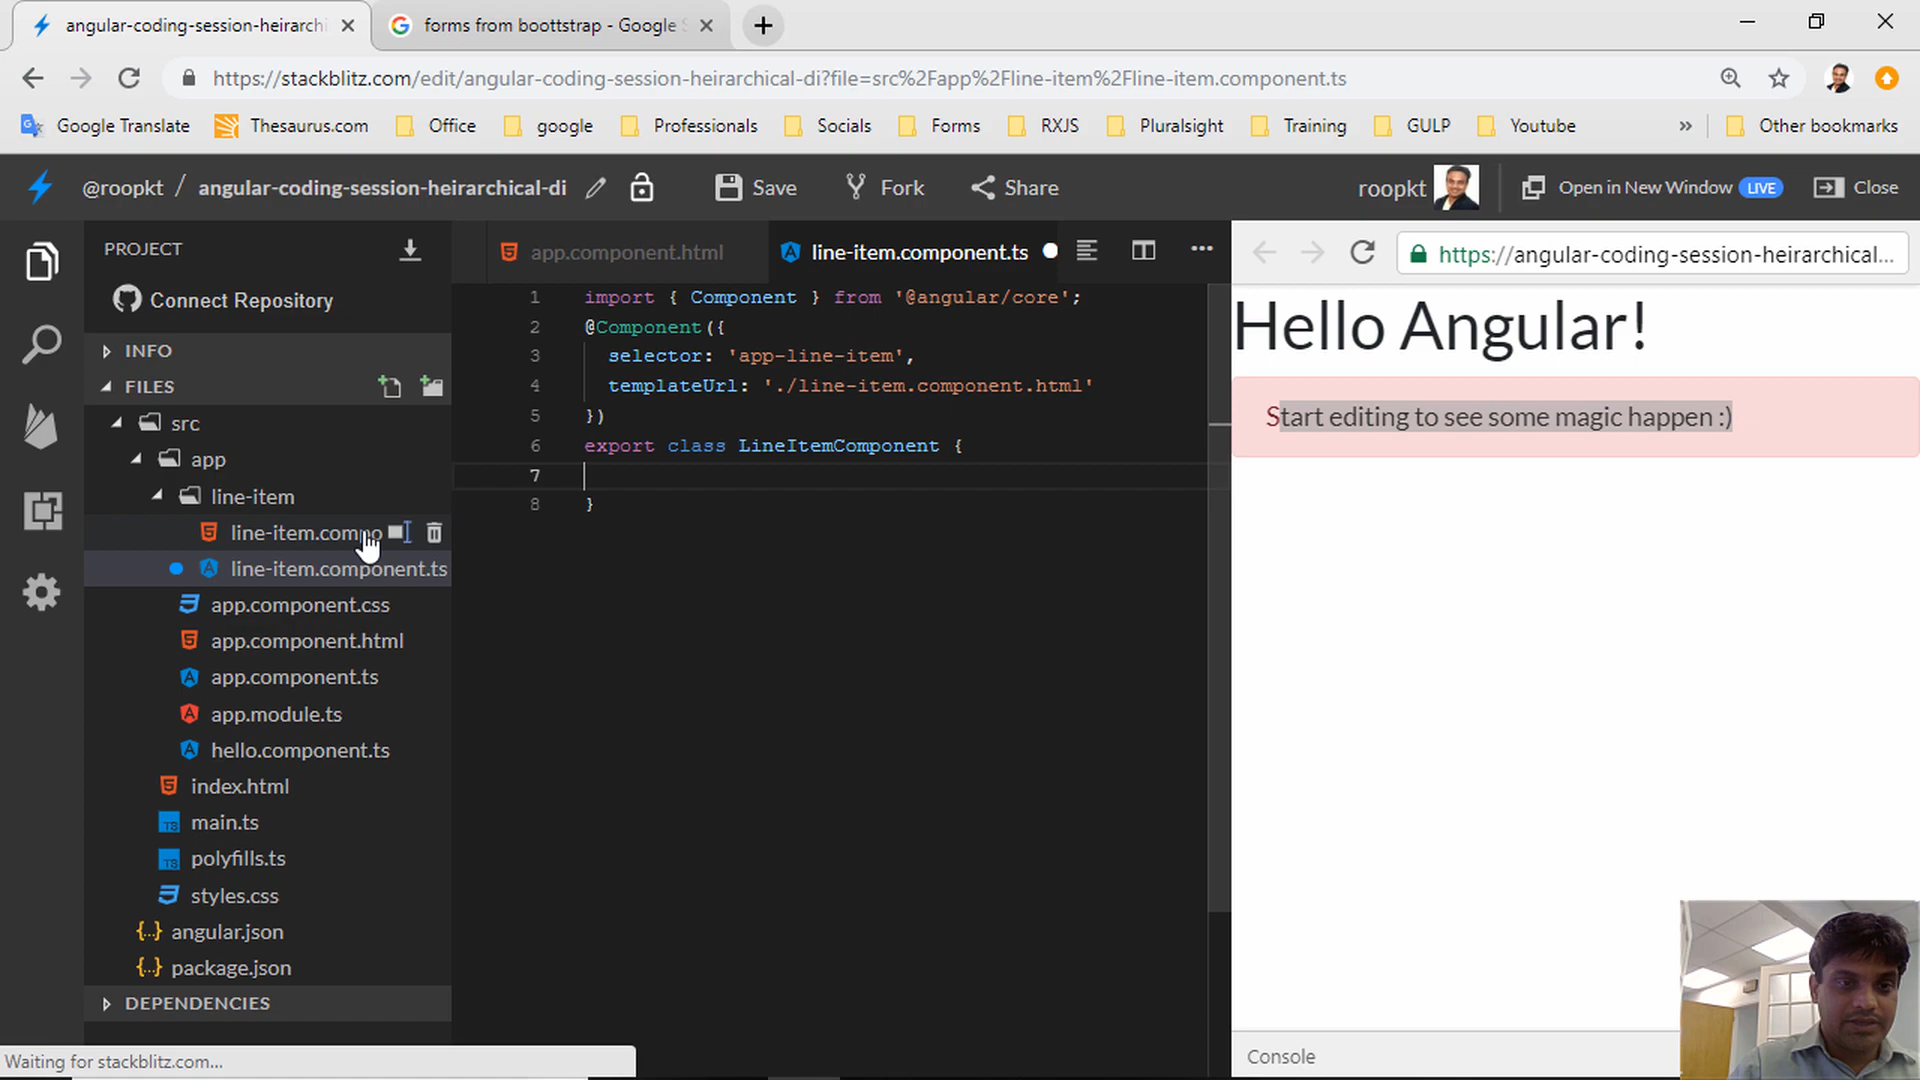 angular-coding-session-heirarchi
forms from boottstrap - Google S
https://stackblitz.com/edit/angular-coding-session-heirarchical-di?file=src%2Fapp%2Fline-item%2Fline-item.component.ts
Google Translate
Thesaurus.com
Office
google
Professionals
Socials
Forms
RXJS
Pluralsight
Training
GULP
Youtube
»
Other bookmarks
@roopkt / angular-coding-session-heirarchical-di
Save
Fork
Share
roopkt
Open in New Window LIVE
Close
PROJECT
Connect Repository
INFO
FILES
src
app
line-item
line-item.compo
line-item.component.ts
app.component.css
app.component.html
app.component.ts
app.module.ts
hello.component.ts
index.html
main.ts
polyfills.ts
styles.css
angular.json
package.json
DEPENDENCIES
Waiting for stackblitz.com...
app.component.html
line-item.component.ts
1 import { Component } from '@angular/core';
2 @Component({
3 selector: 'app-line-item',
4 templateUrl: './line-item.component.html'
5 })
6 export class LineItemComponent {
7
8 }
https://angular-coding-session-heirarchical...
Hello Angular!
Start editing to see some magic happen :)
Console